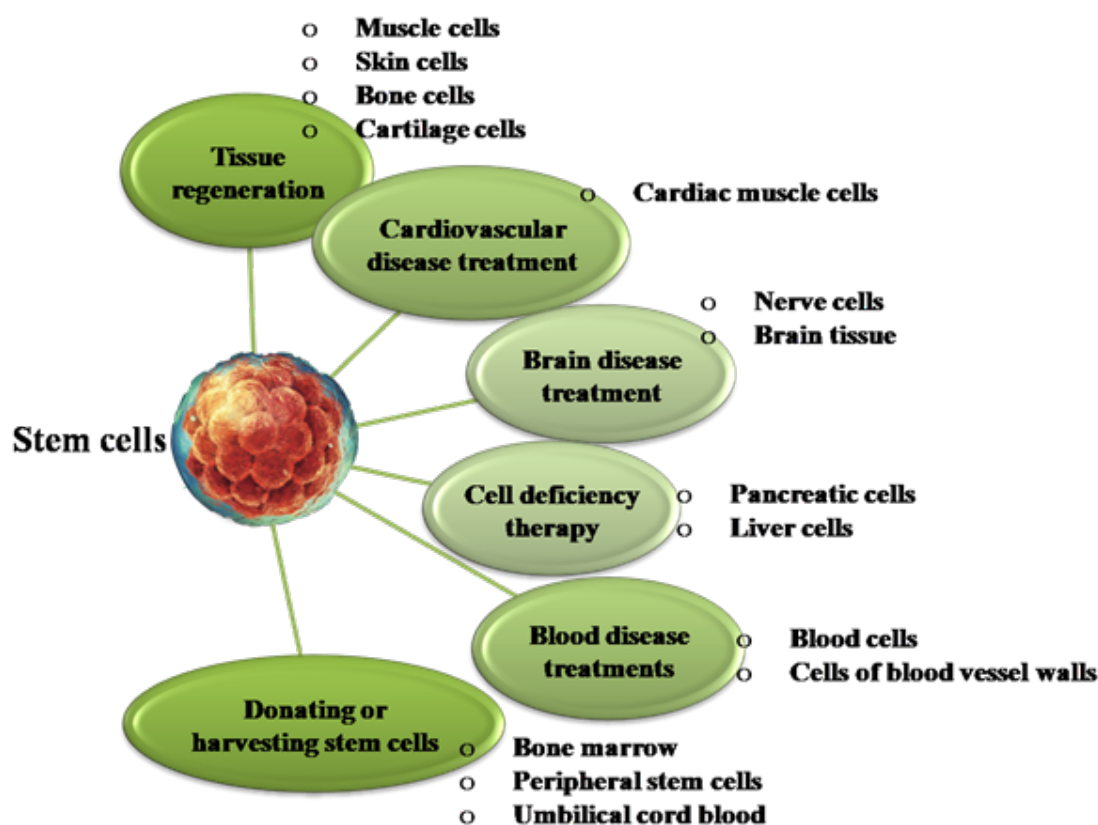 o Muscle cells
o Skin cells
o Bone cells
o Cartilage cells
Tissue
regeneration
o Cardiac muscle cells
Cardiovascular
disease treatment
o Nerve cells
o Brain tissue
Brain disease
treatment
Stem cells
Cell deficiency
therapy
o Pancreatic cells
o Liver cells
Blood disease
treatments
o Blood cells
o Cells of blood vessel walls
Donating or
harvesting stem cells
o Bone marrow
o Peripheral stem cells
o Umbilical cord blood